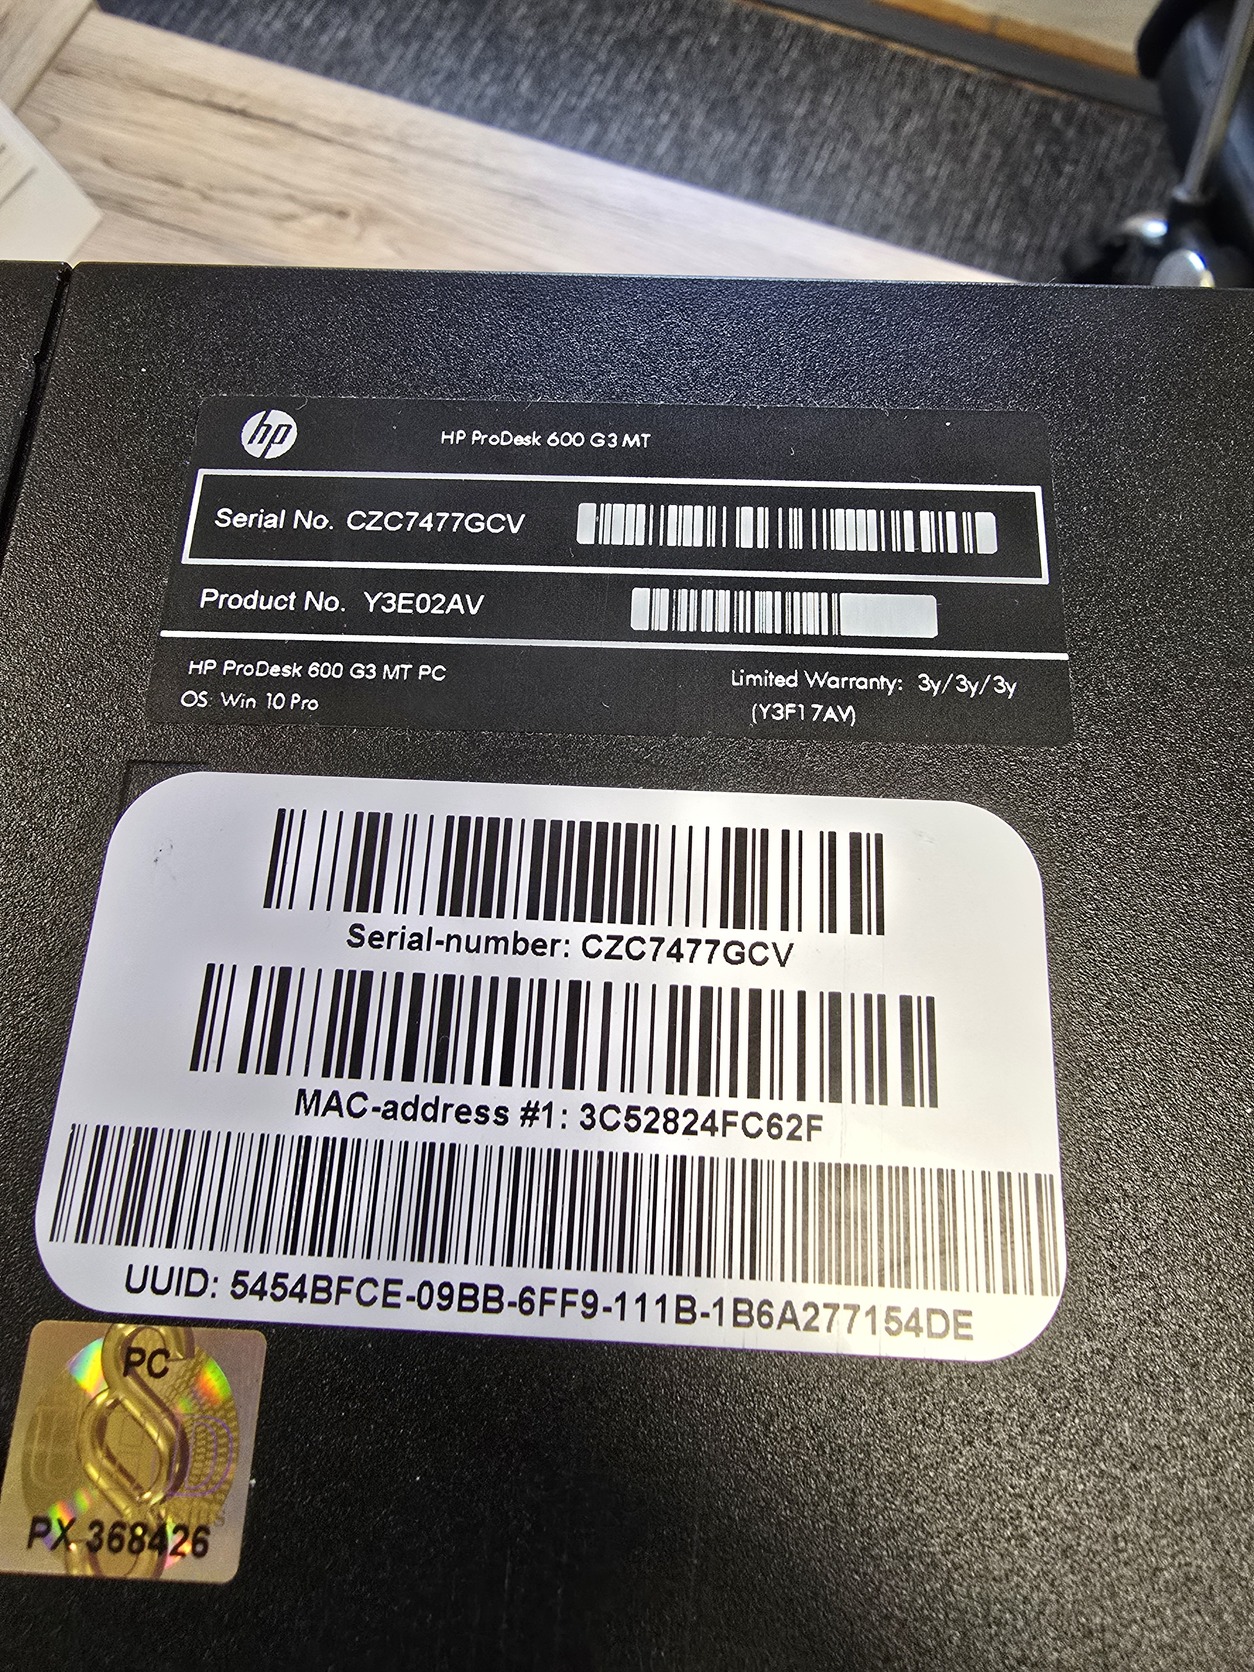 hp
HP ProDesk 600 G3 MT
Serial No. CZC7477GCV
Product No. Y3E02AV
HP ProDesk 600 G3 MT PC
OS Win 10 Pro
Limited Warranty: 3y/3y/3y
(Y3F17AV)
Serial-number: CZC7477GCV
MAC-address #1: 3C52824FC62F
UUID: 5454BFCE-09BB-6FF9-111B-1B6A277154DE
PC
PX 368426